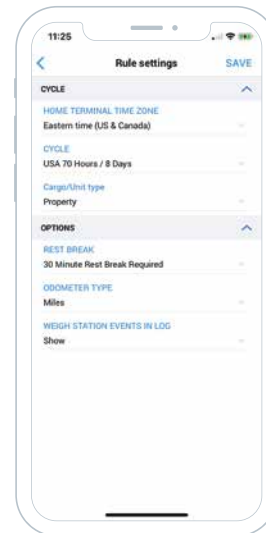 11:25
Rule settings SAVE
CYCLE
HOME TERMINAL TIME ZONE
Eastern time (US & Canada)
CYCLE
USA 70 Hours / 8 Days
Cargo/Unit type
Property
OPTIONS
REST BREAK
30 Minute Rest Break Required
ODOMETER TYPE
Miles
WEIGH STATION EVENTS IN LOG
Show